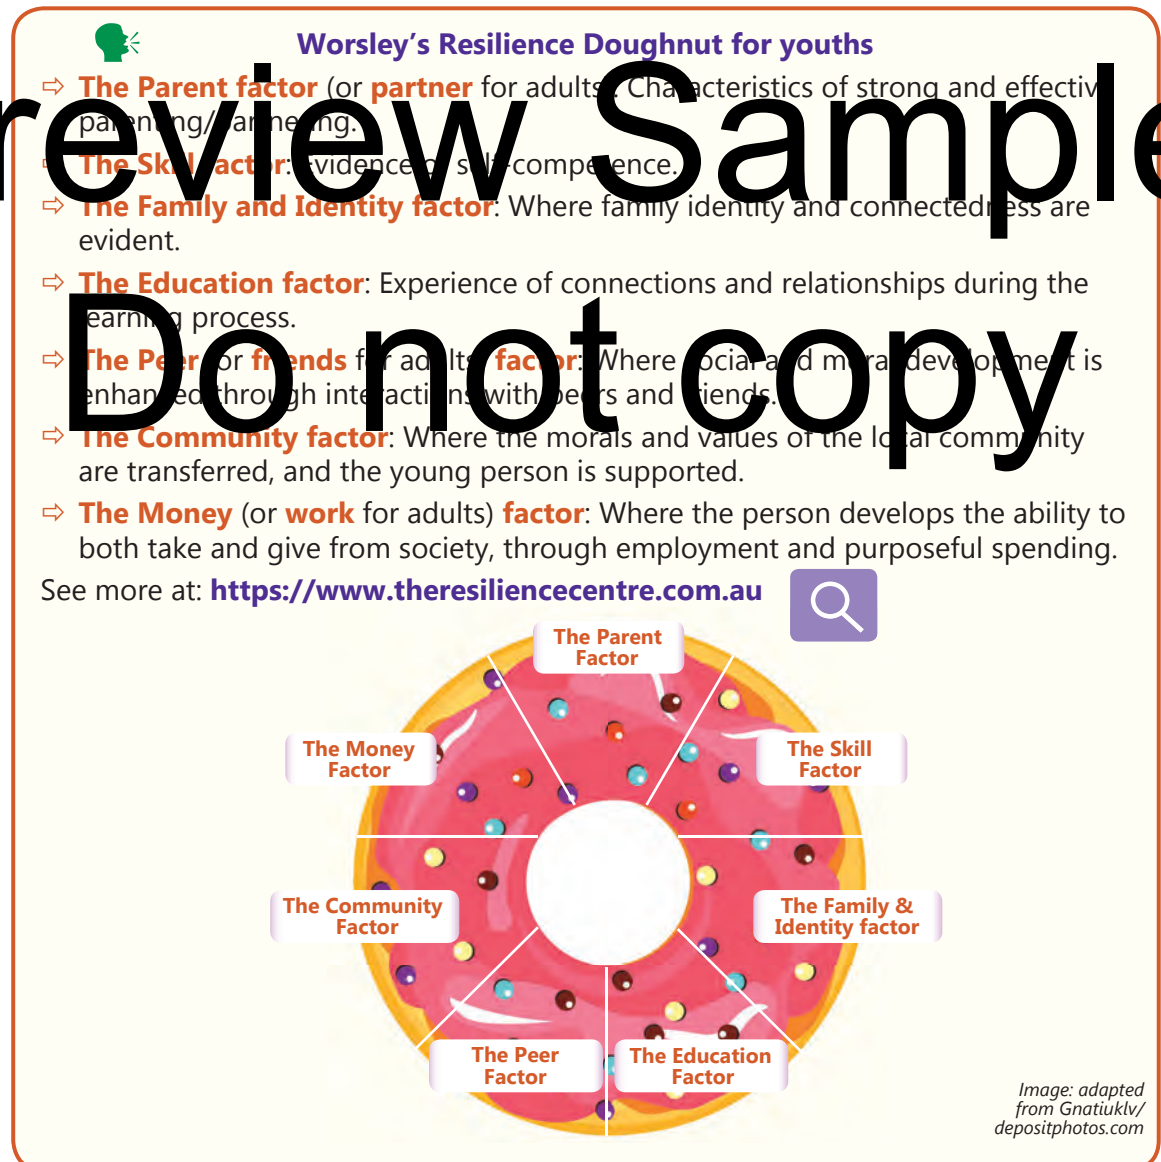 Worsley's Resilience Doughnut for youths
⇨ The Parent factor (or partner for adults): Characteristics of strong and effective
parenting/partnering.
⇨ The Skill factor: Evidence of self-competence.
⇨ The Family and Identity factor: Where family identity and connectedness are
evident.
⇨ The Education factor: Experience of connections and relationships during the
learning process.
⇨ The Peer (or friends for adults) factor: Where social and moral development is
enhanced through interactions with peers and friends.
⇨ The Community factor: Where the morals and values of the local community
are transferred, and the young person is supported.
⇨ The Money (or work for adults) factor: Where the person develops the ability to
both take and give from society, through employment and purposeful spending.
See more at: https://www.theresiliencecentre.com.au
review Sample
Do not copy
The Parent
Factor
The Money
Factor
The Skill
Factor
The Community
Factor
The Family &
Identity factor
The Peer
Factor
The Education
Factor
Image: adapted
from Gnatiuklv/
depositphotos.com